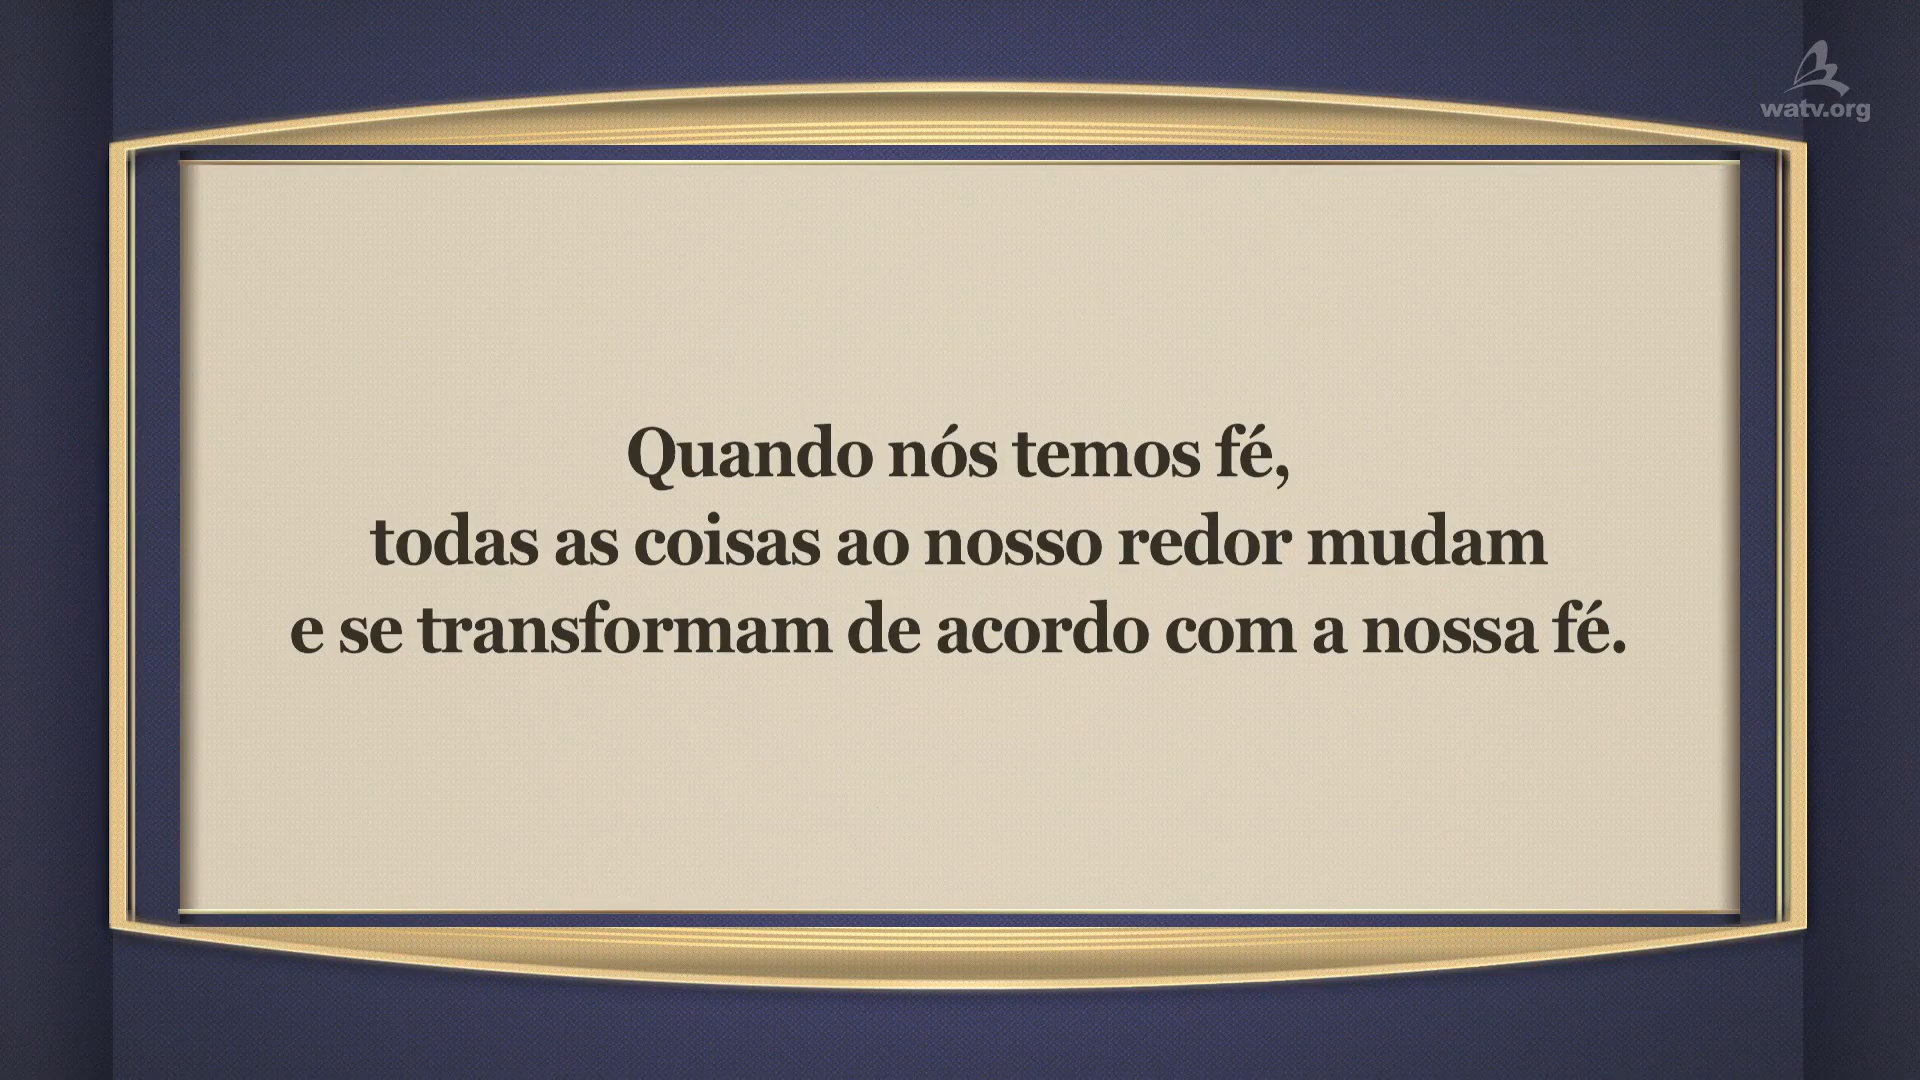 watv.org
Quando nós temos fé,
todas as coisas ao nosso redor mudam
e se transformam de acordo com a nossa fé.